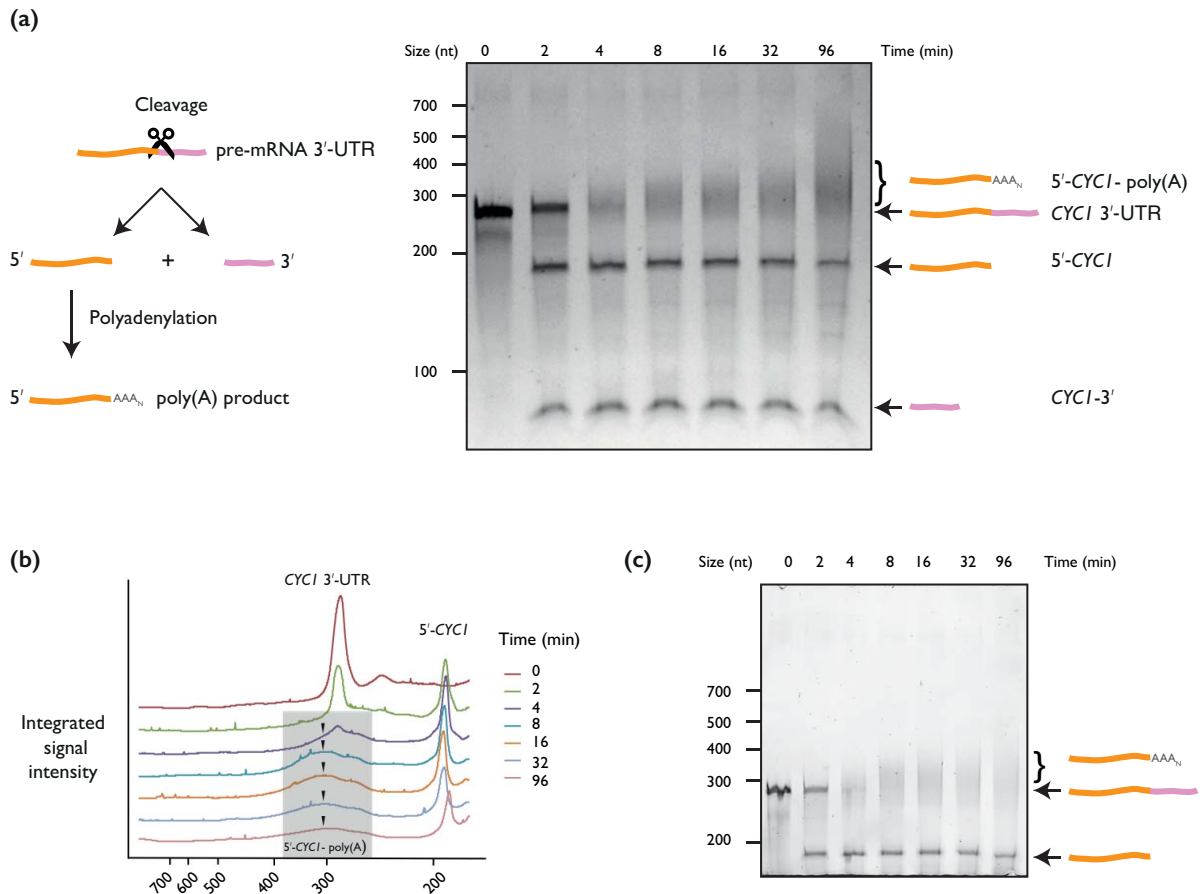 (a)
Cleavage
pre-mRNA 3′-UTR
5′ + 3′
Polyadenylation
5′ AAA_N poly(A) product
Size (nt) 0 2 4 8 16 32 96 Time (min)
700
500
400
300
200
100
AAA_N 5′-CYC1- poly(A)
CYC1 3′-UTR
5′-CYC1
CYC1-3′
(b)
CYC1 3′-UTR
5′-CYC1
Integrated
signal
intensity
Time (min)
0
2
4
8
16
32
96
5′-CYC1- poly(A)
700 600 500 400 300 200
(c)
Size (nt) 0 2 4 8 16 32 96 Time (min)
700
500
400
300
200
AAA_N